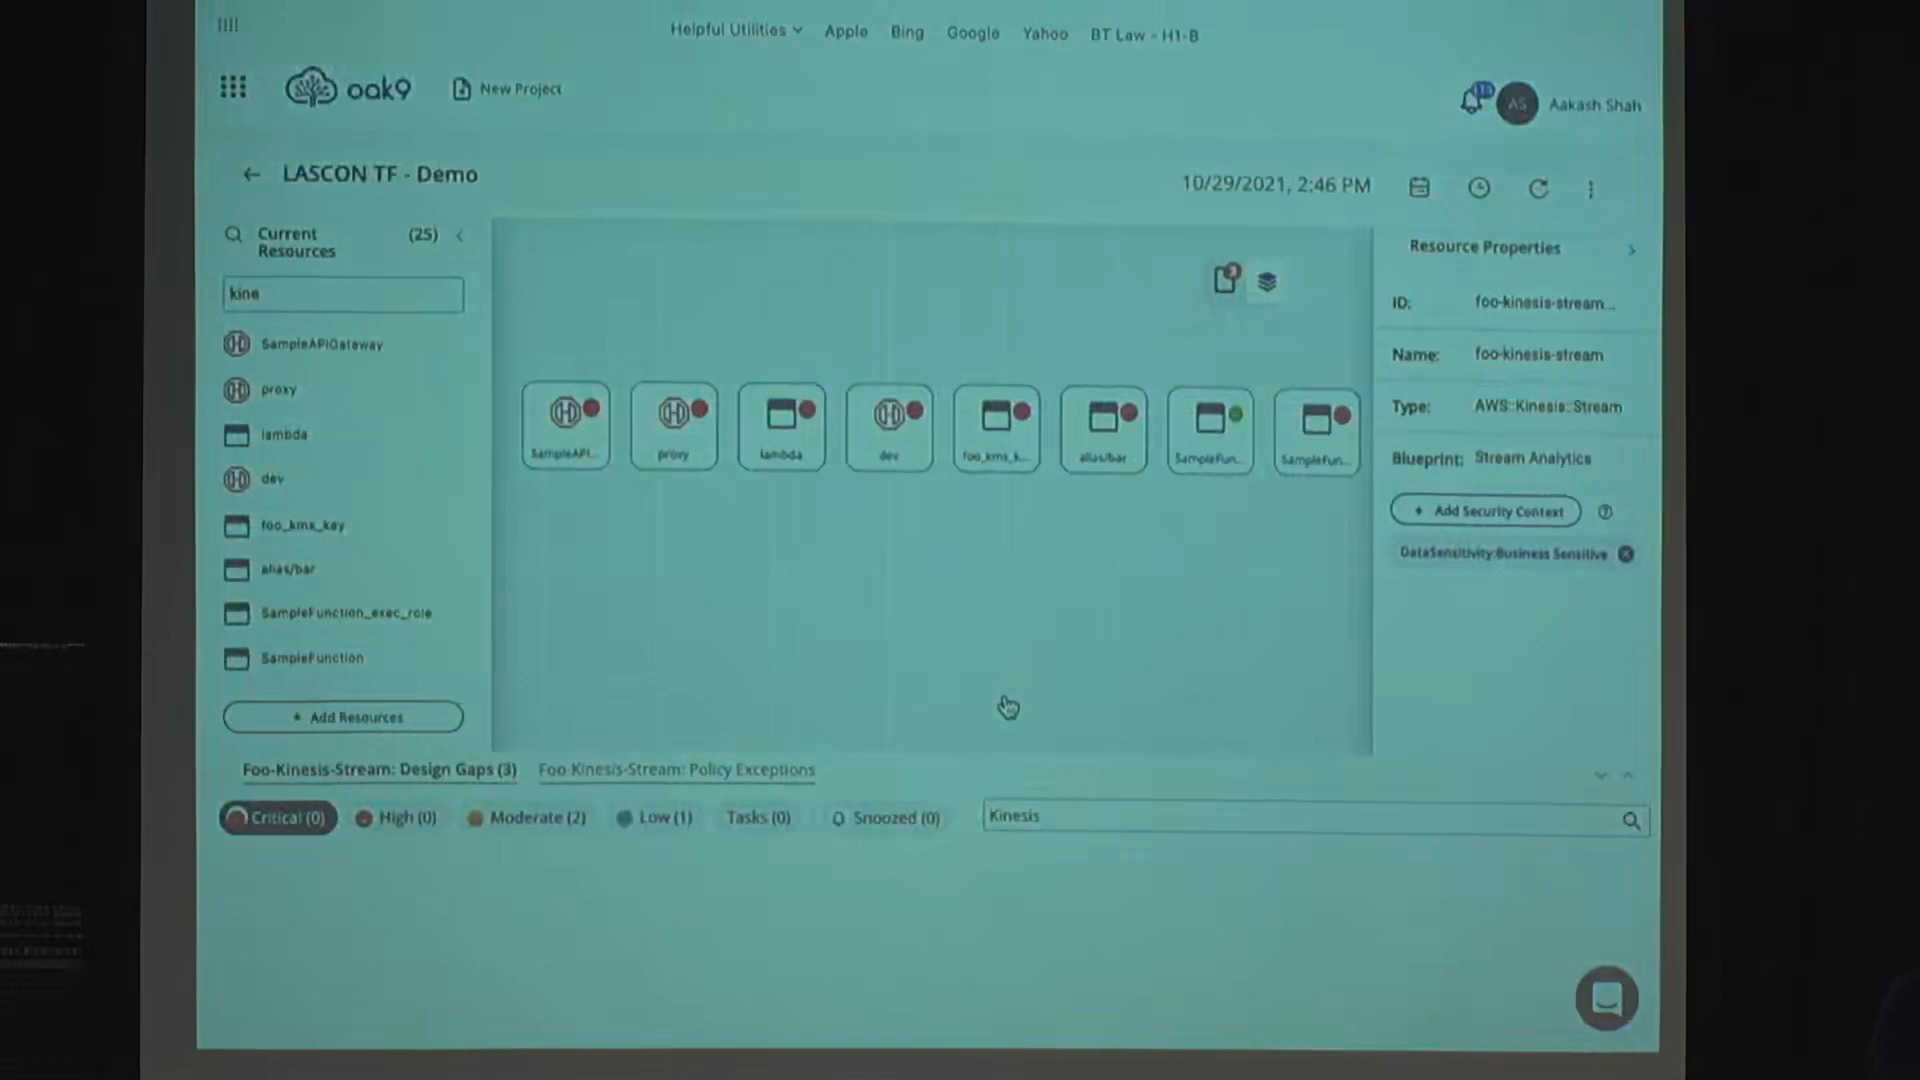 Helpful Utilities Apple Bing Google Yahoo BT Law - H1-B
oak9 New Project
AS Aakash Shah
LASCON TF - Demo
10/29/2021, 2:46 PM
Current Resources (25)
kine
SampleAPIGateway
proxy
lambda
dev
foo_kms_key
alias/bar
SampleFunction_exec_role
SampleFunction
+ Add Resources
SampleAPI... proxy lambda dev foo_kms_k... alias/bar SampleFun... SampleFun...
Resource Properties
ID: foo-kinesis-stream...
Name: foo-kinesis-stream
Type: AWS::Kinesis::Stream
Blueprint: Stream Analytics
+ Add Security Context
DataSensitivity:Business Sensitive
Foo-Kinesis-Stream: Design Gaps (3) Foo Kinesis-Stream: Policy Exceptions
Critical (0) High (0) Moderate (2) Low (1) Tasks (0) Snoozed (0) Kinesis